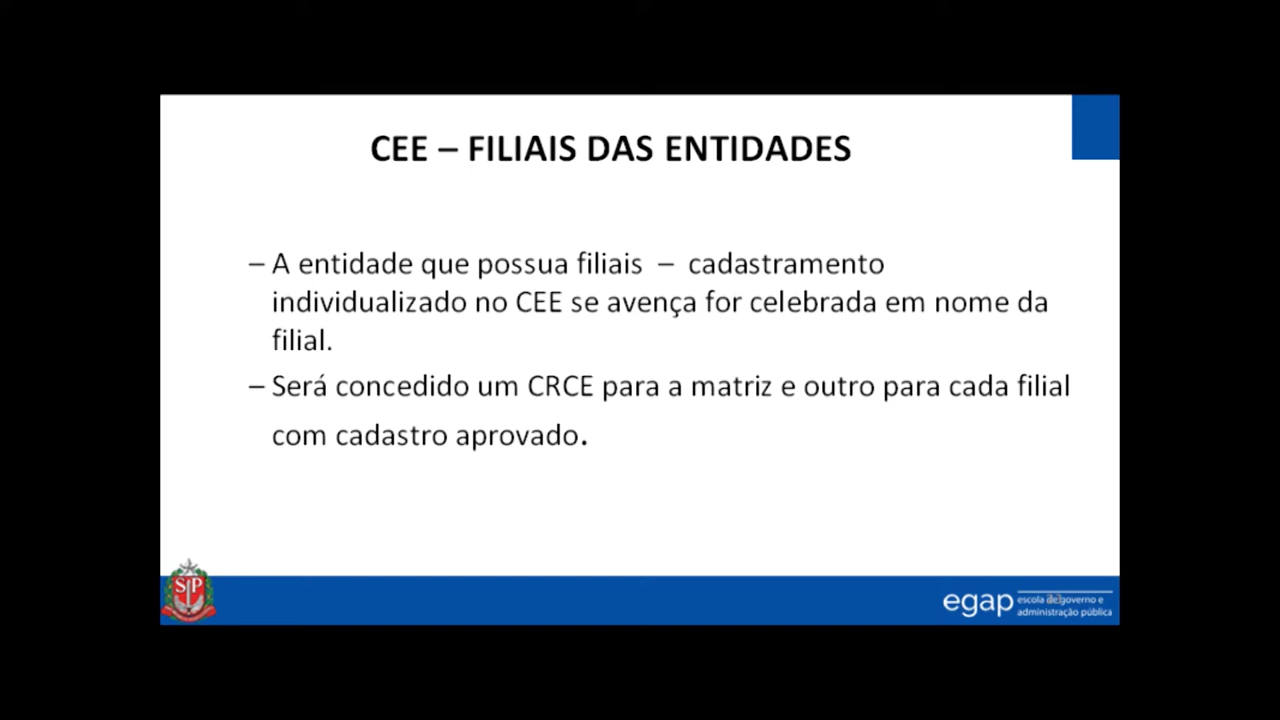 CEE – FILIAIS DAS ENTIDADES
– A entidade que possua filiais – cadastramento
individualizado no CEE se avença for celebrada em nome da
filial.
– Será concedido um CRCE para a matriz e outro para cada filial
com cadastro aprovado.
SP
egap
escola de governo e
administração pública